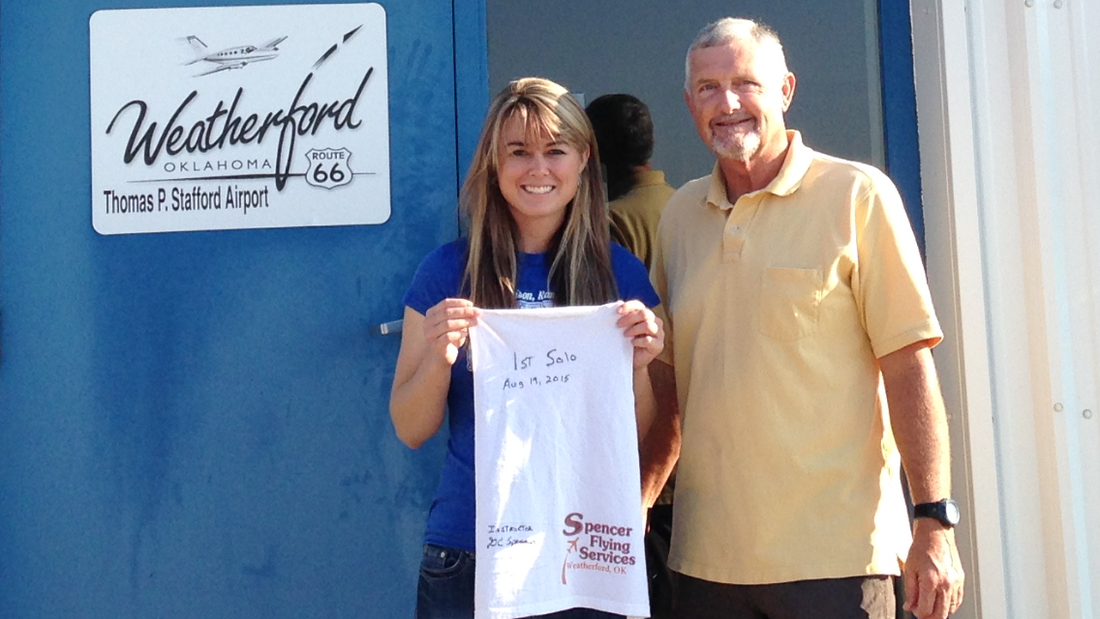 Weatherford
OKLAHOMA
ROUTE
66
Thomas P. Stafford Airport
1st Solo
Aug 19, 2015
INSTRUCTOR
Spencer
Flying
Services
Weatherford, OK